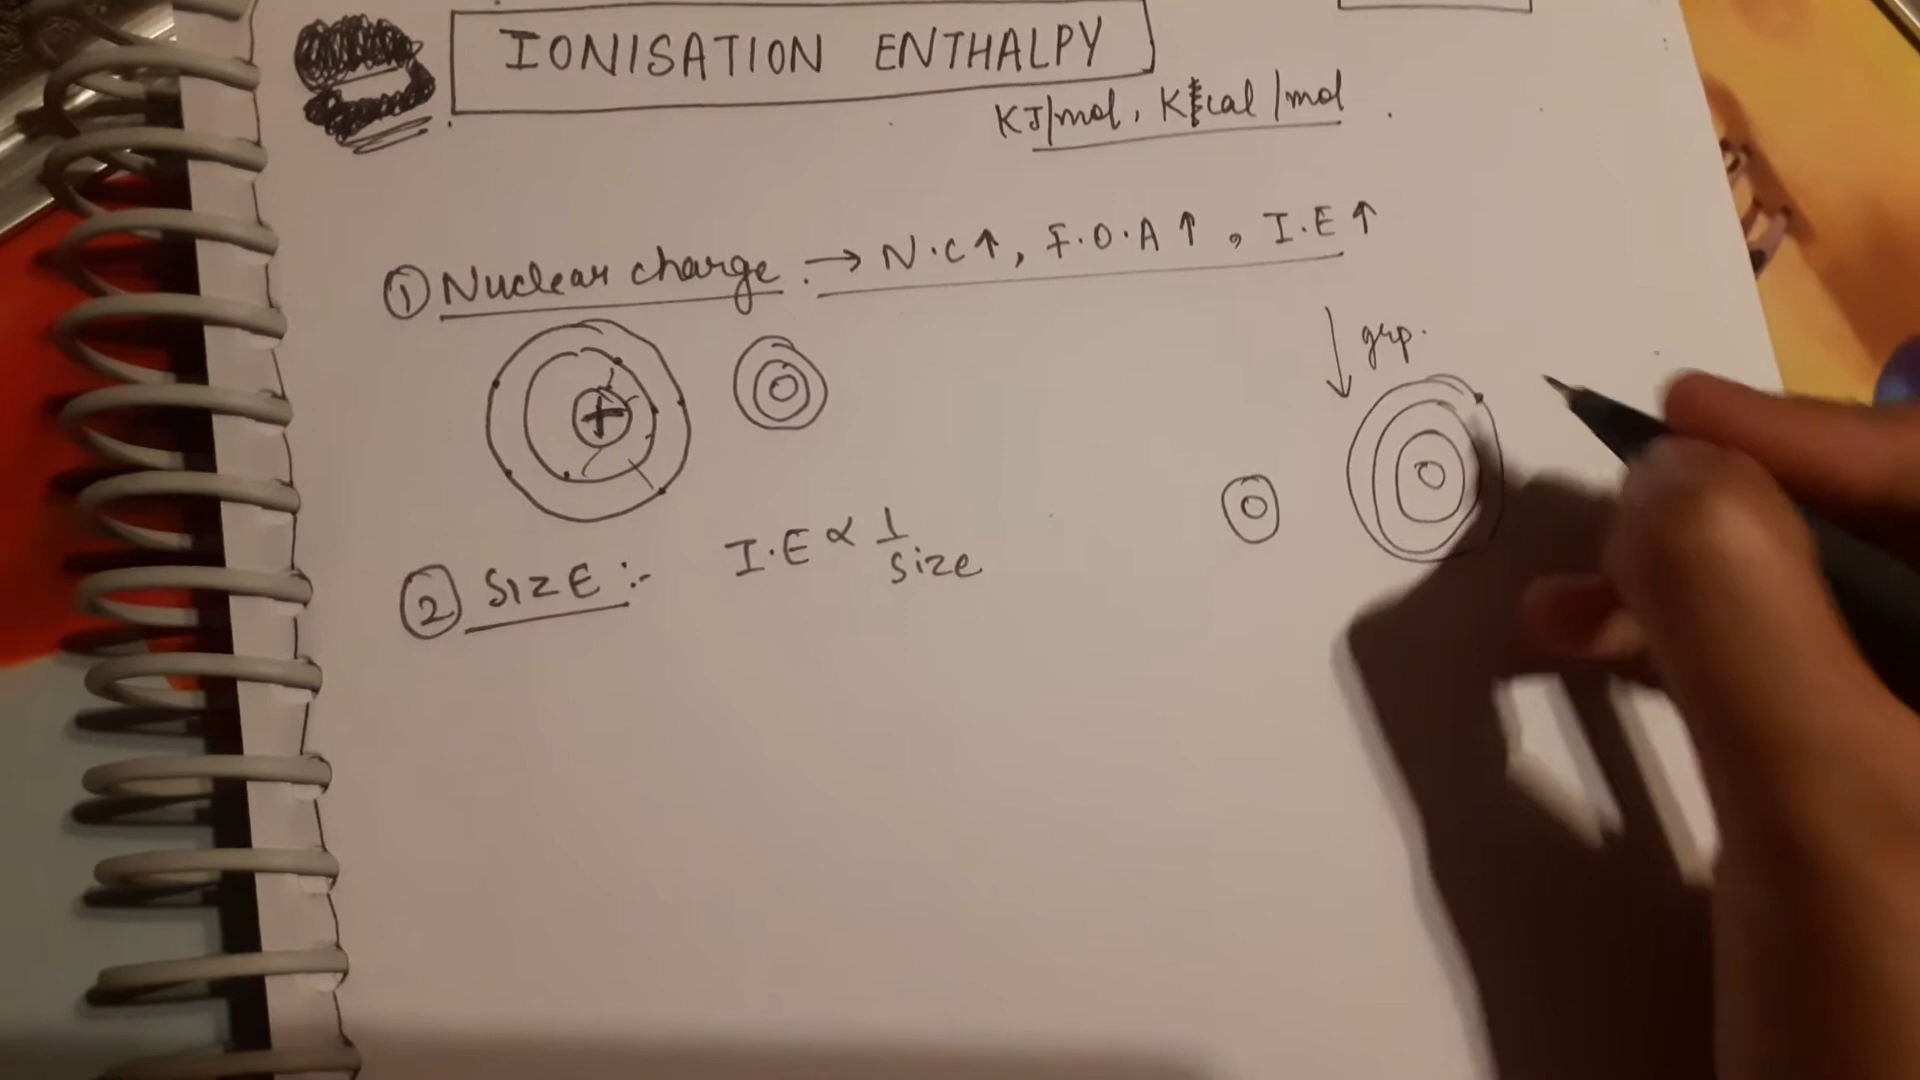 IONISATION ENTHALPY
KJ/mol, Kcal/mol
① Nuclear charge :→ N.C↑, F.O.A↑, I.E↑
↓ grp.
+
② SIZE :- I.E ∝ 1/size